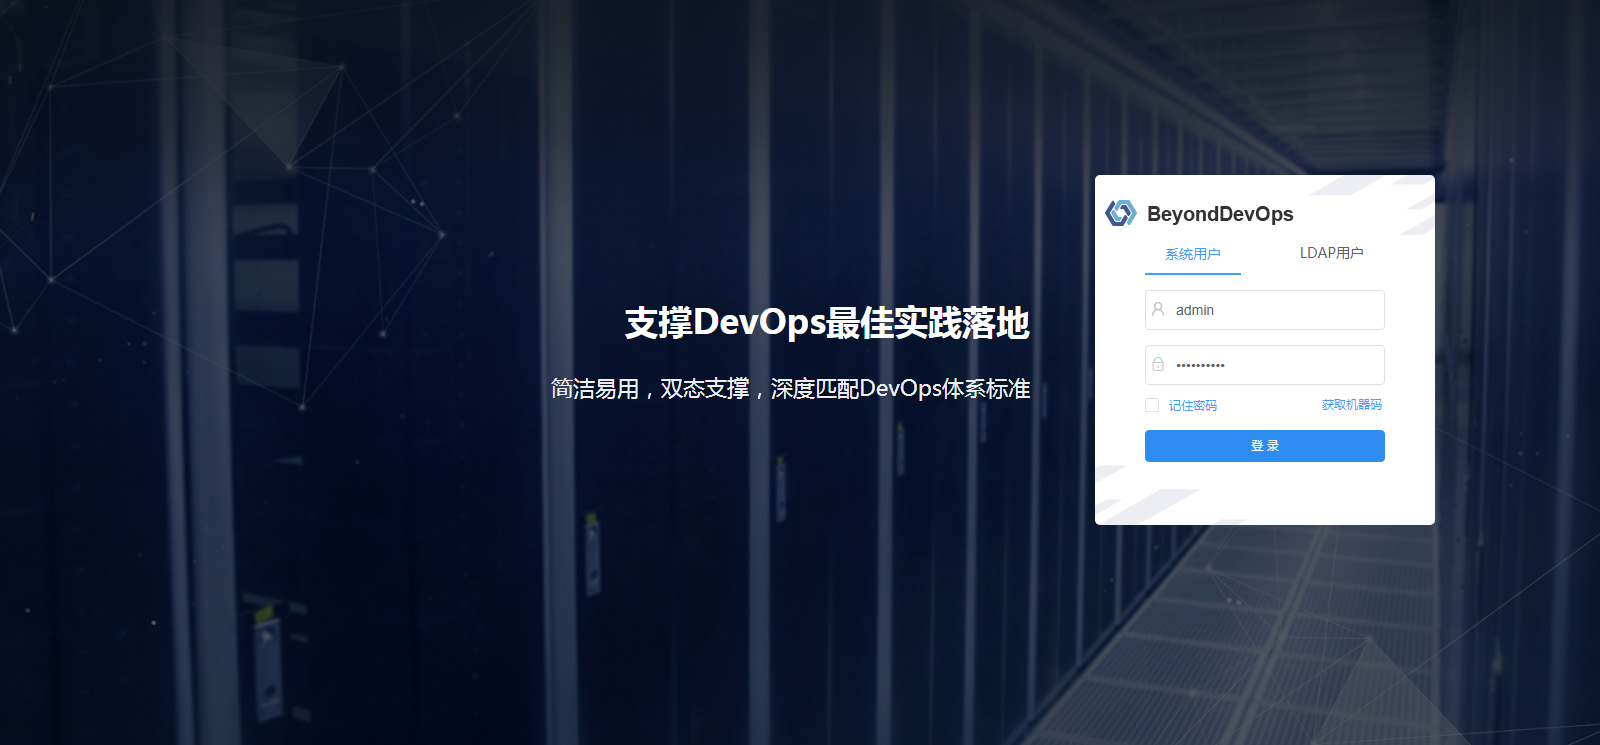 支撑DevOps最佳实践落地
简洁易用，双态支撑，深度匹配DevOps体系标准
BeyondDevOps
系统用户 LDAP用户
admin
••••••••••
记住密码 获取机器码
登 录